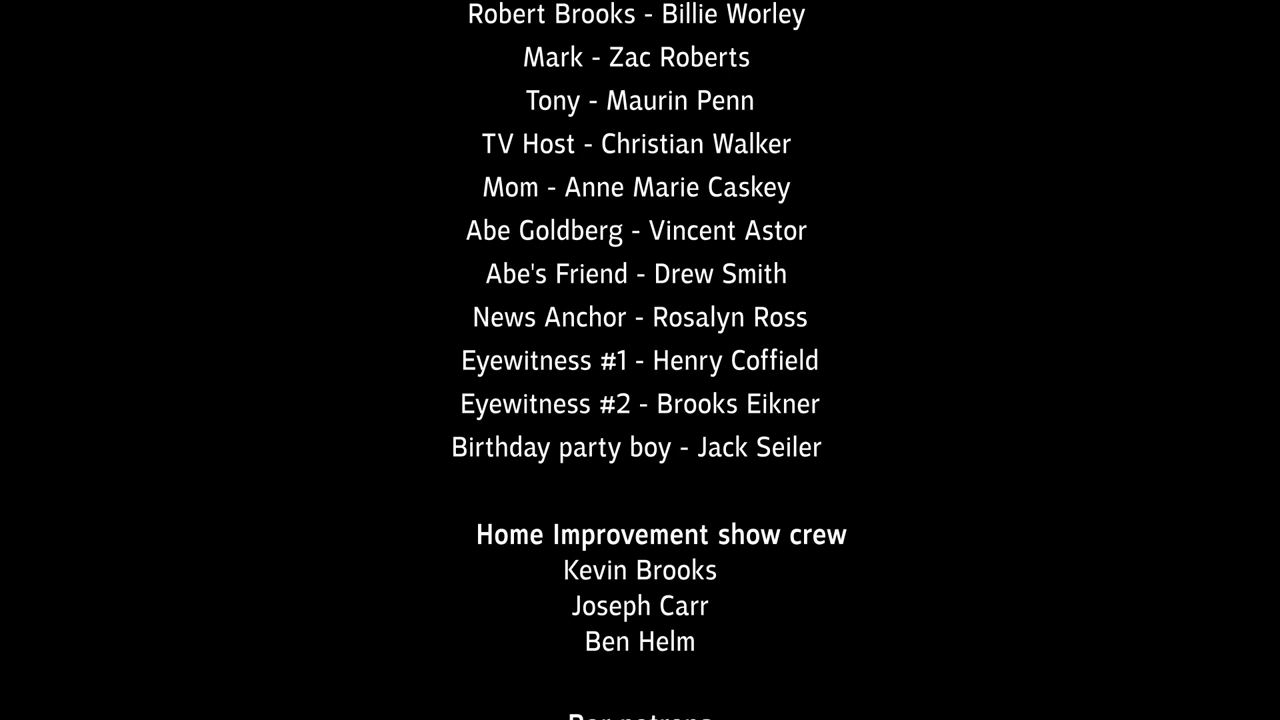 Robert Brooks - Billie Worley
Mark - Zac Roberts
Tony - Maurin Penn
TV Host - Christian Walker
Mom - Anne Marie Caskey
Abe Goldberg - Vincent Astor
Abe's Friend - Drew Smith
News Anchor - Rosalyn Ross
Eyewitness #1 - Henry Coffield
Eyewitness #2 - Brooks Eikner
Birthday party boy - Jack Seiler
Home Improvement show crew
Kevin Brooks
Joseph Carr
Ben Helm
Bar patrons